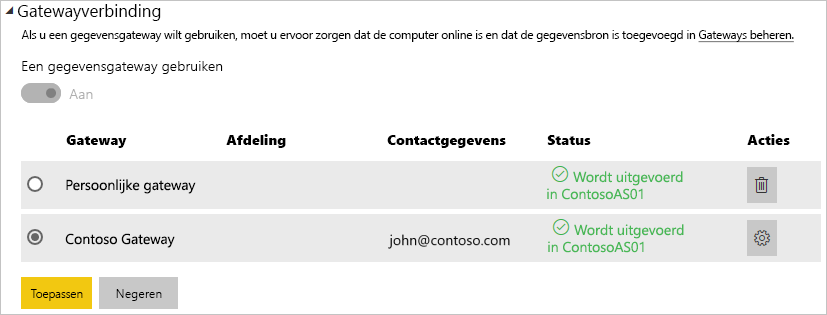 Gatewayverbinding
Als u een gegevensgateway wilt gebruiken, moet u ervoor zorgen dat de computer online is en dat de gegevensbron is toegevoegd in Gateways beheren.
Een gegevensgateway gebruiken
Aan
Gateway Afdeling Contactgegevens Status Acties
Persoonlijke gateway Wordt uitgevoerd
in ContosoAS01
Contoso Gateway john@contoso.com Wordt uitgevoerd
in ContosoAS01
Toepassen Negeren